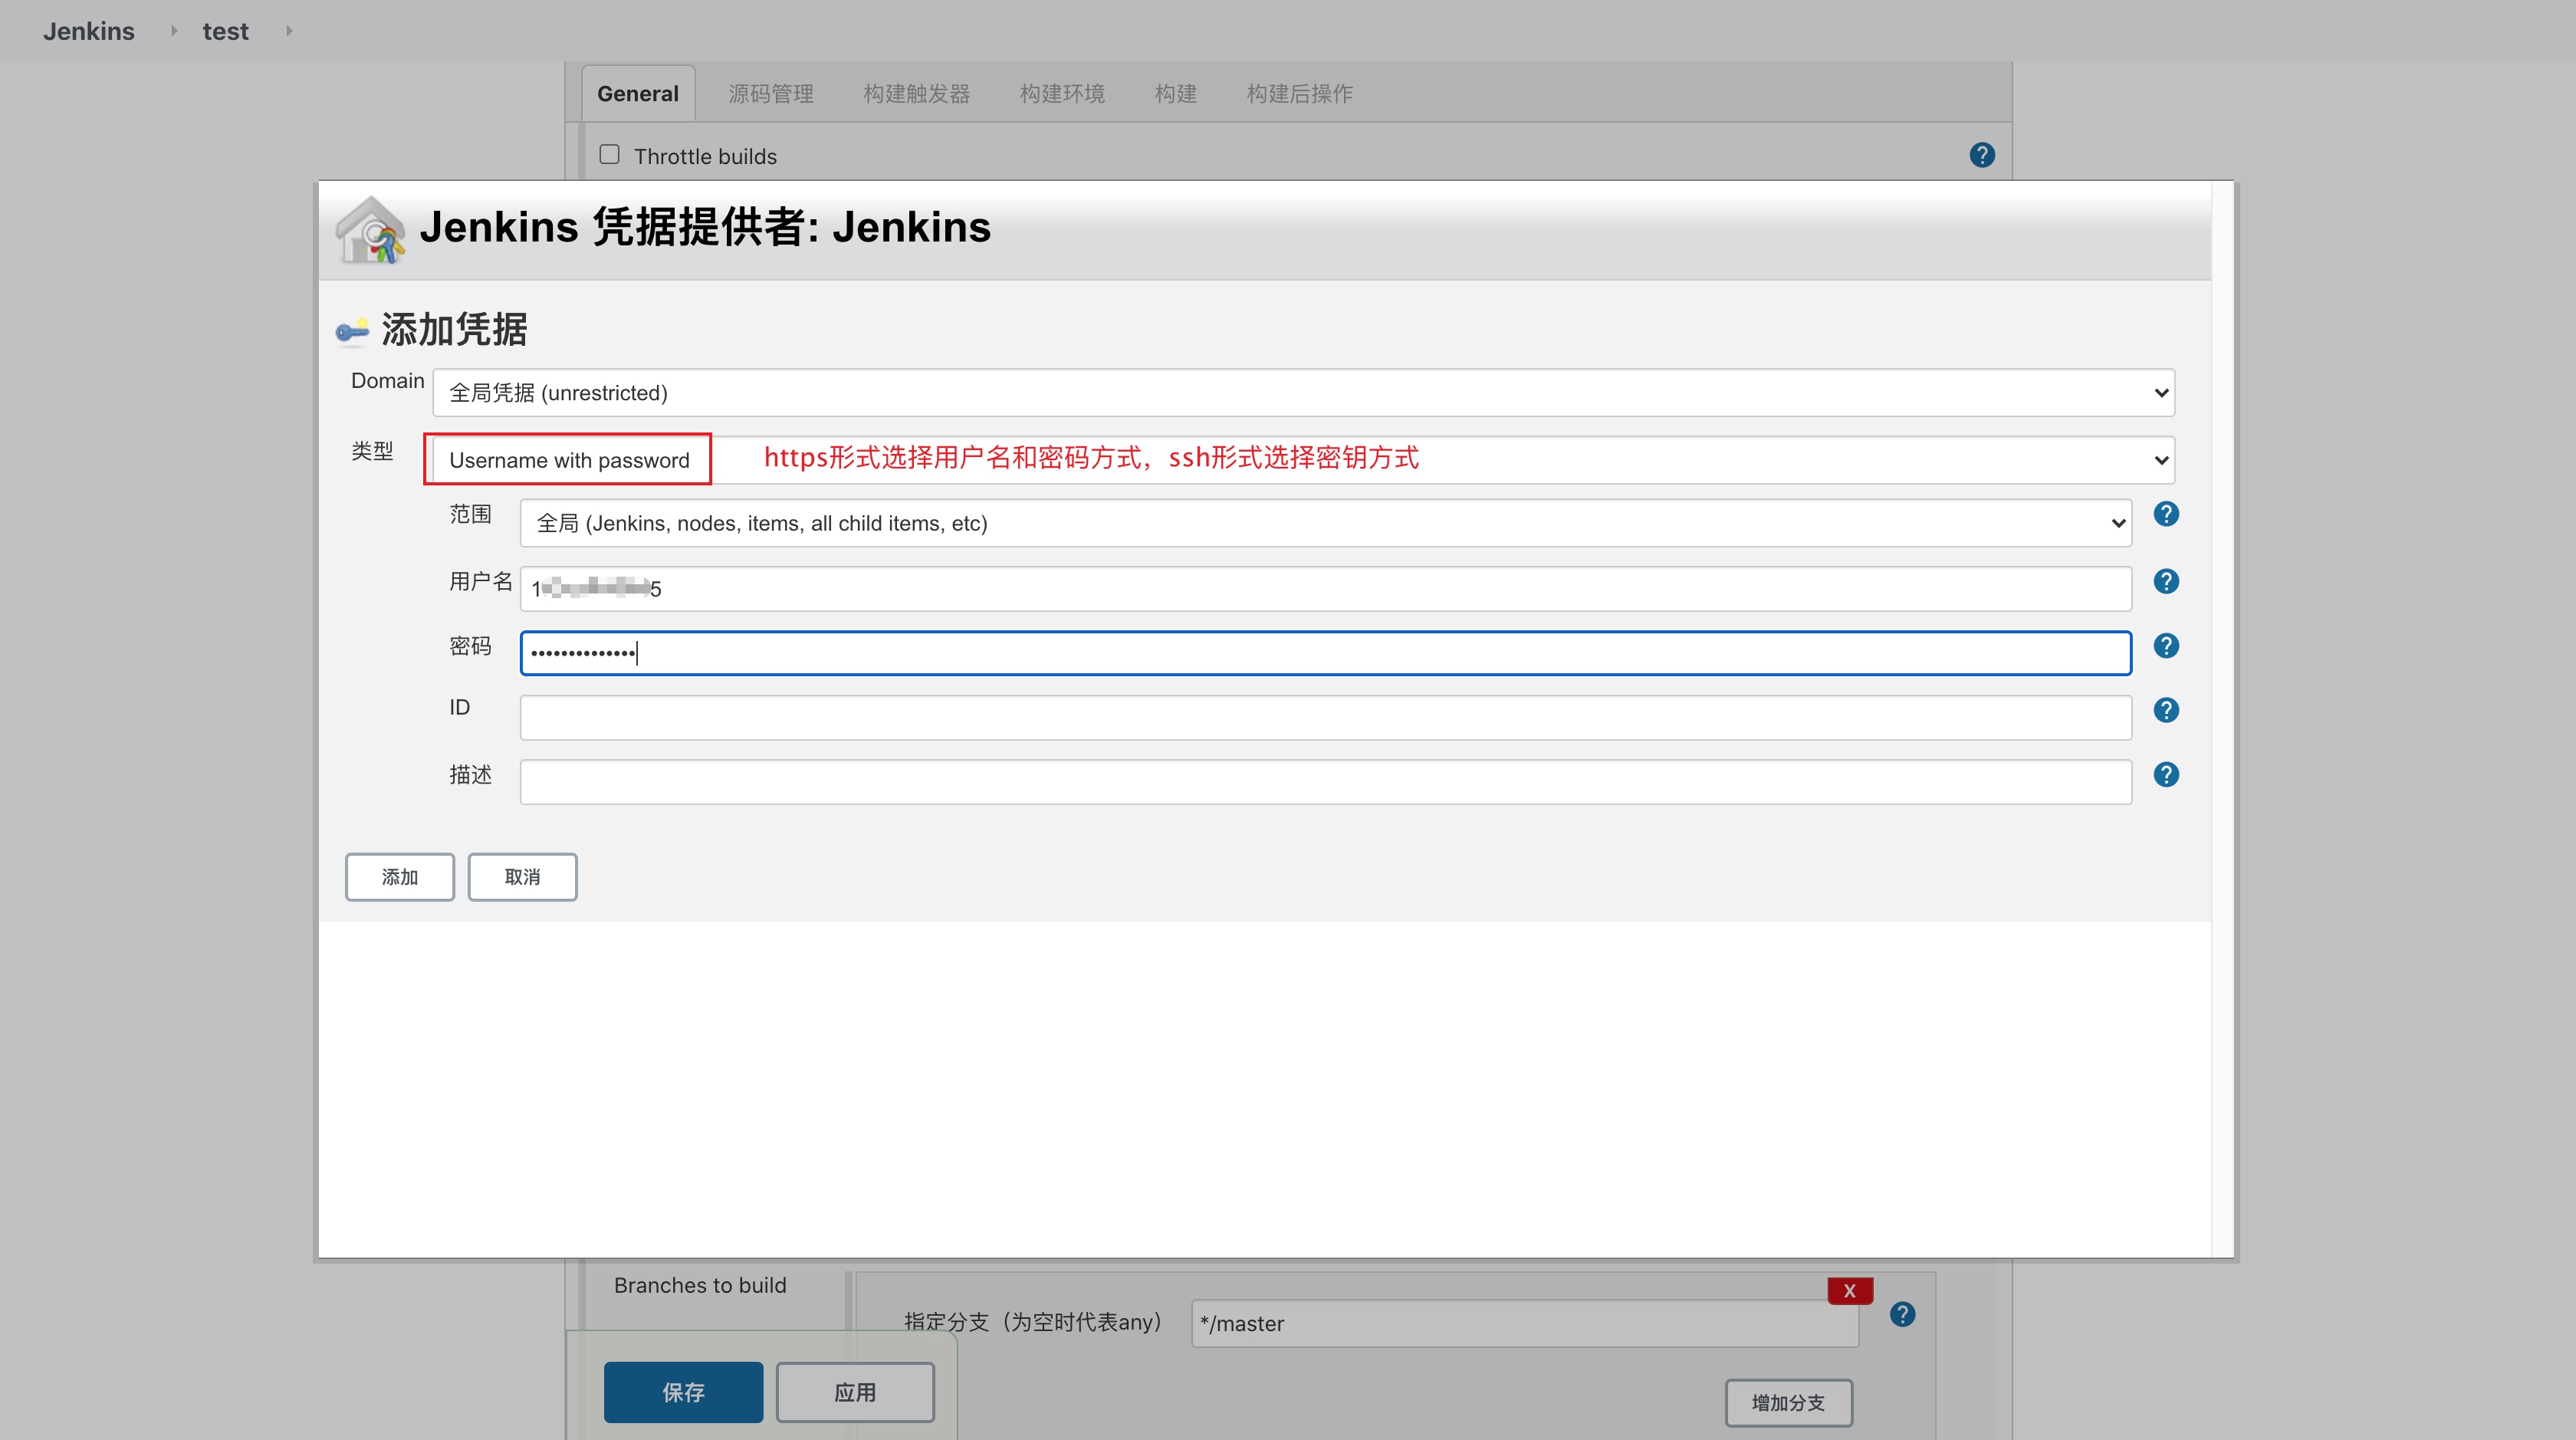 Jenkins test
General 源码管理 构建触发器 构建环境 构建 构建后操作
Throttle builds
Jenkins 凭据提供者: Jenkins
添加凭据
Domain 全局凭据 (unrestricted)
类型 Username with password https形式选择用户名和密码方式，ssh形式选择密钥方式
范围 全局 (Jenkins, nodes, items, all child items, etc)
用户名 1 5
密码 ••••••••••••••
ID
描述
添加 取消
Branches to build
X
指定分支（为空时代表any） */master
保存 应用
增加分支